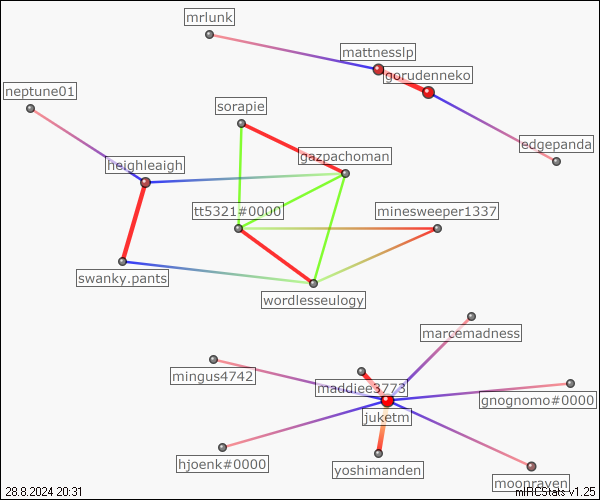 mrlunk
mattnesslp
gorudenneko
neptune01
sorapie
edgepanda
gazpachoman
heighleaigh
tt5321#0000
minesweeper1337
swanky.pants
wordlesseulogy
marcemadness
mingus4742
maddiee3773
gnognomo#0000
juketm
hjoenk#0000
yoshimanden
moonraven
28.8.2024 20:31
mIRCStats v1.25